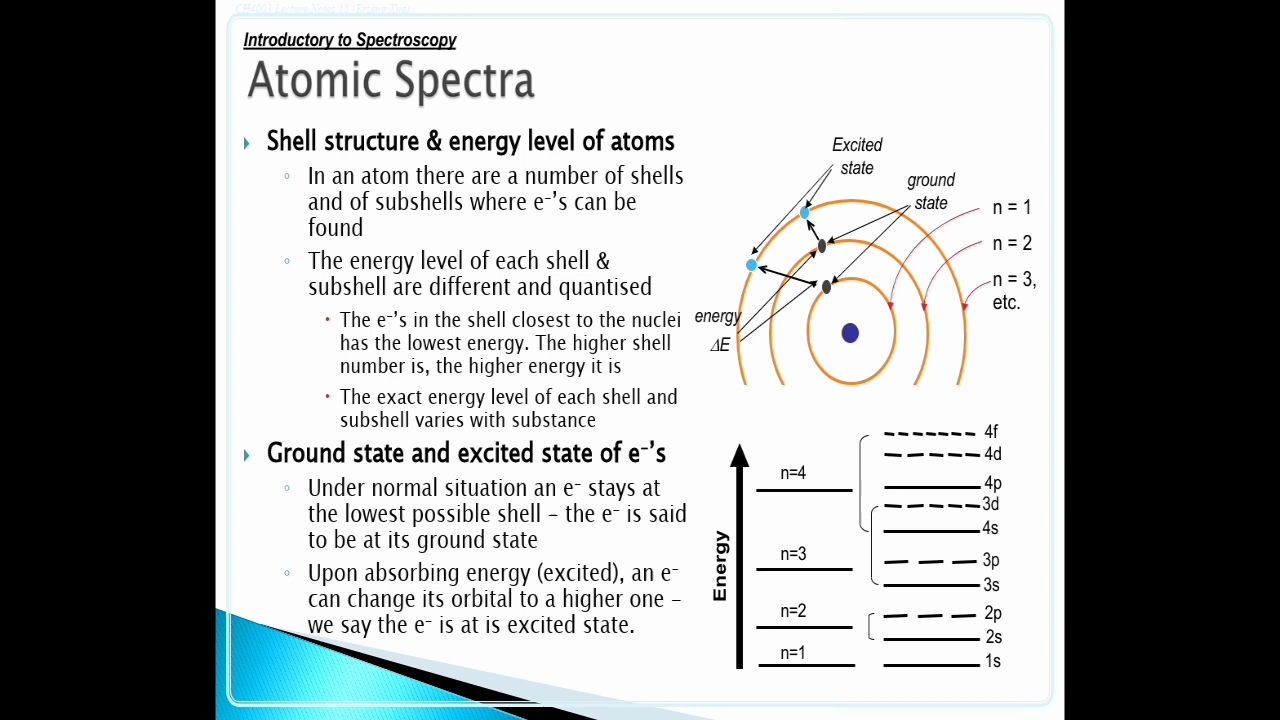 CH4003 Lecture Notes 13 (Erzeng Xue)
Introductory to Spectroscopy
Atomic Spectra
Shell structure & energy level of atoms
In an atom there are a number of shells
and of subshells where e⁻'s can be
found
The energy level of each shell &
subshell are different and quantised
The e⁻'s in the shell closest to the nuclei
has the lowest energy. The higher shell
number is, the higher energy it is
The exact energy level of each shell and
subshell varies with substance
Ground state and excited state of e⁻'s
Under normal situation an e⁻ stays at
the lowest possible shell – the e⁻ is said
to be at its ground state
Upon absorbing energy (excited), an e⁻
can change its orbital to a higher one –
we say the e⁻ is at is excited state.
Excited
state
ground
state
n = 1
n = 2
n = 3,
etc.
energy
ΔE
Energy
n=4
n=3
n=2
n=1
4f
4d
4p
3d
4s
3p
3s
2p
2s
1s